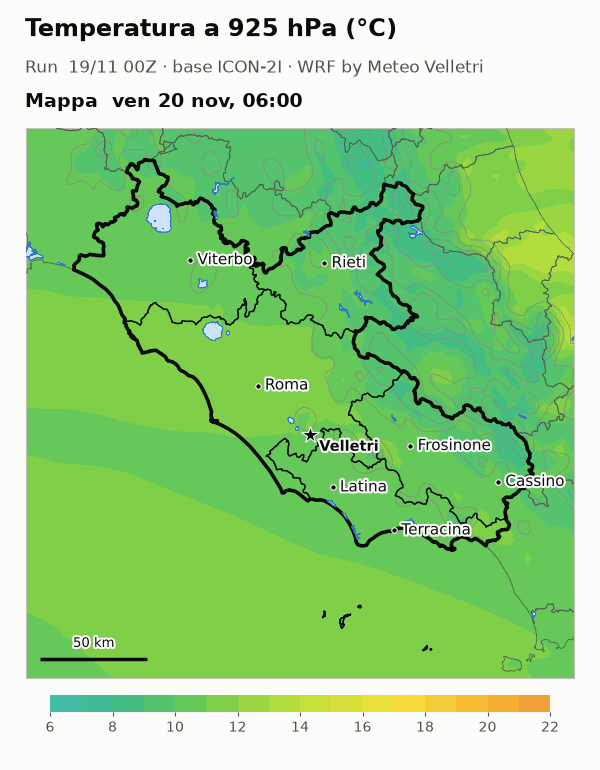 Temperatura a 925 hPa (°C)
Run  19/11 00Z · base ICON-2I · WRF by Meteo Velletri
Mappa  ven 20 nov, 06:00
Viterbo
Rieti
Roma
Velletri
Frosinone
Cassino
Latina
Terracina
50 km
6 8 10 12 14 16 18 20 22